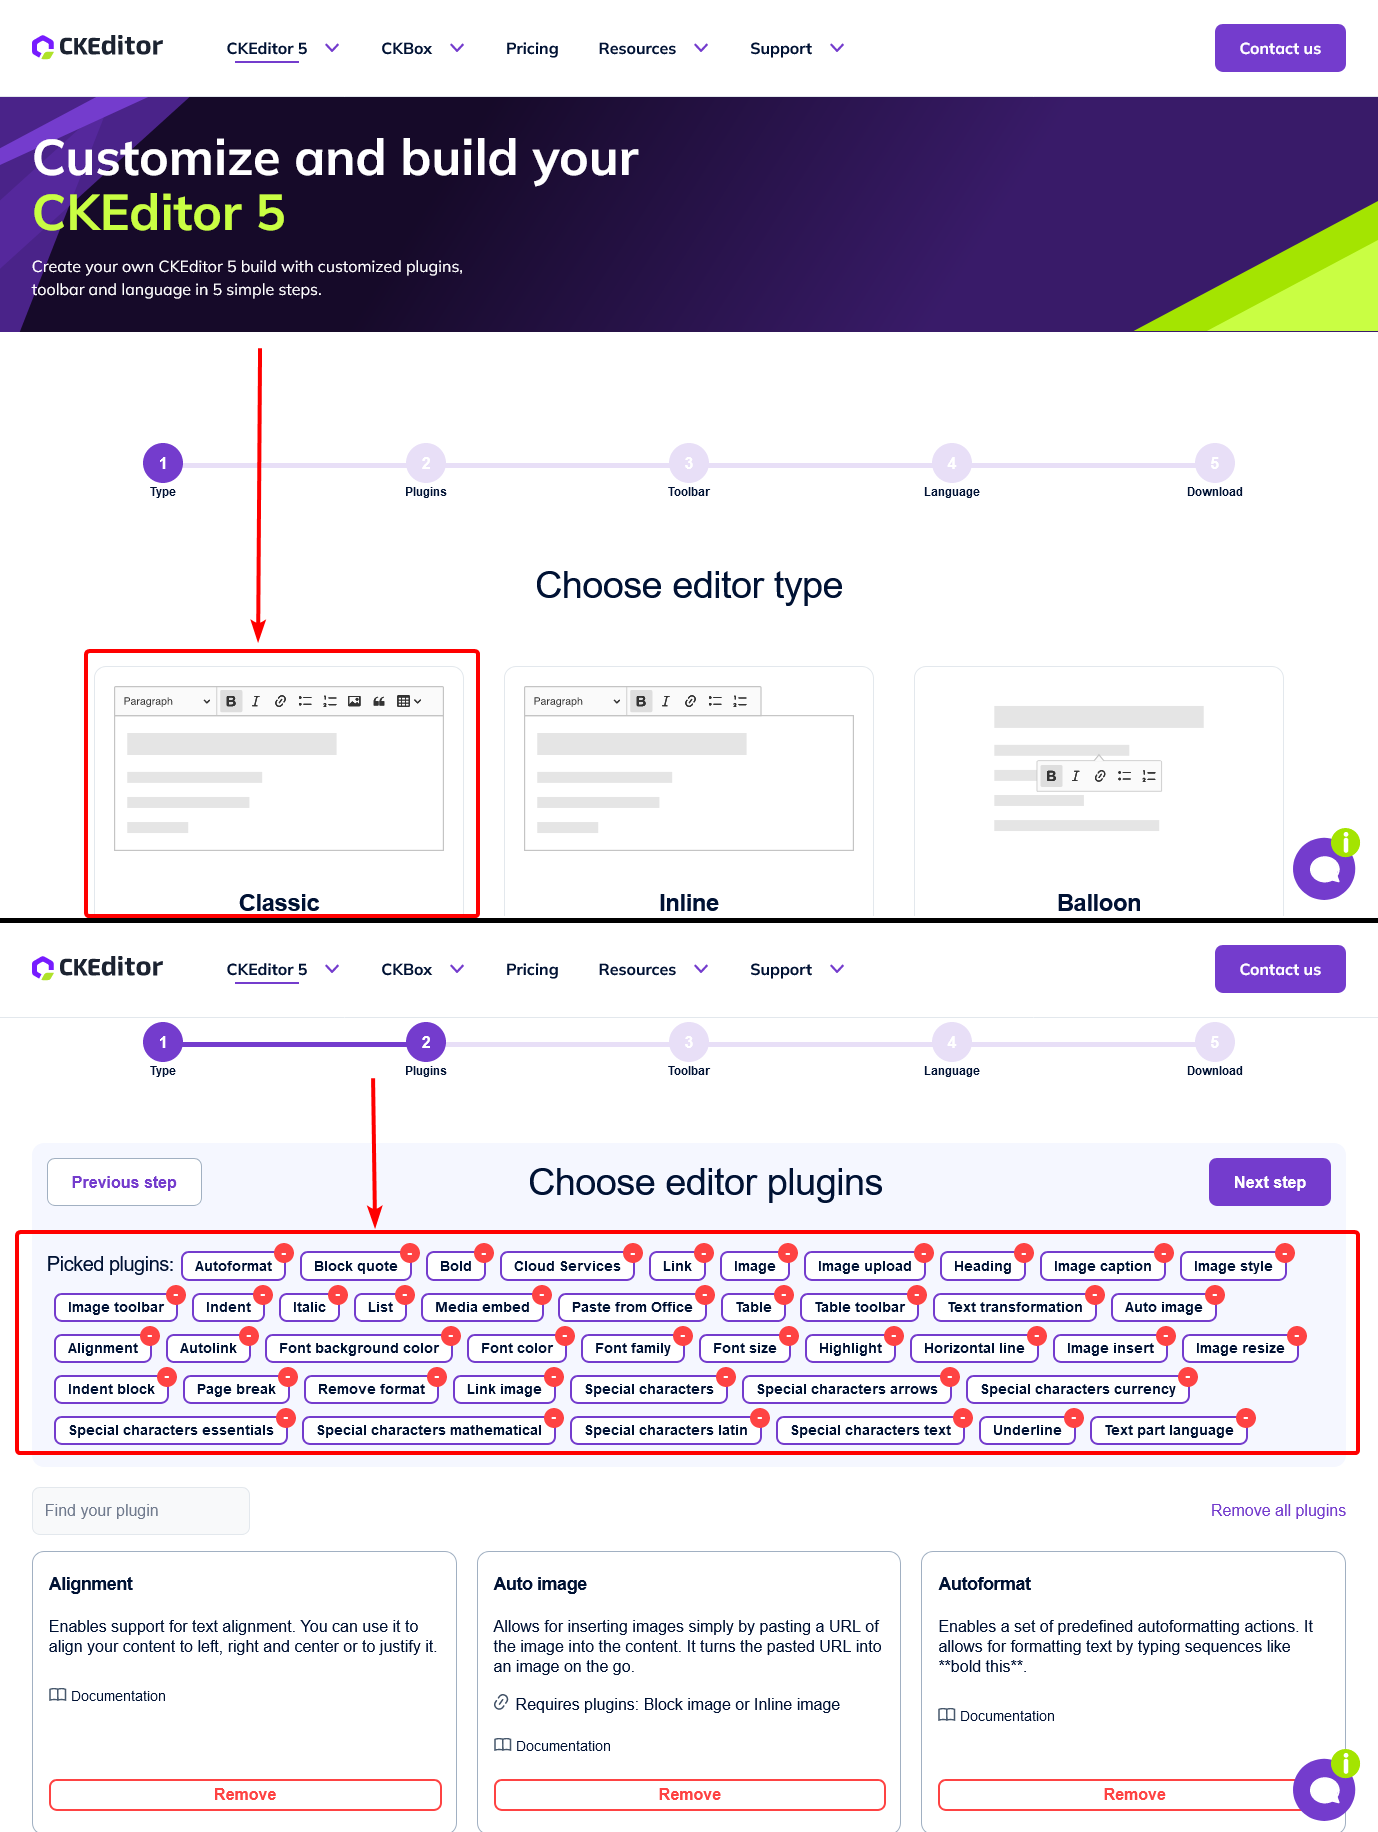 CKEditor
CKEditor 5
CKBox
Pricing
Resources
Support
Contact us
Customize and build your
CKEditor 5
Create your own CKEditor 5 build with customized plugins,
toolbar and language in 5 simple steps.
1 2 3 4 5
Type Plugins Toolbar Language Download
Choose editor type
Paragraph B I
Paragraph B I
B I
Classic Inline Balloon
CKEditor
CKEditor 5
CKBox
Pricing
Resources
Support
Contact us
1 2 3 4 5
Type Plugins Toolbar Language Download
Previous step
Choose editor plugins
Next step
Picked plugins: Autoformat - Block quote - Bold - Cloud Services - Link - Image - Image upload - Heading - Image caption - Image style -
Image toolbar - Indent - Italic - List - Media embed - Paste from Office - Table - Table toolbar - Text transformation - Auto image -
Alignment - Autolink - Font background color - Font color - Font family - Font size - Highlight - Horizontal line - Image insert - Image resize -
Indent block - Page break - Remove format - Link image - Special characters - Special characters arrows - Special characters currency -
Special characters essentials - Special characters mathematical - Special characters latin - Special characters text - Underline - Text part language -
Find your plugin
Remove all plugins
Alignment
Enables support for text alignment. You can use it to
align your content to left, right and center or to justify it.
Documentation
Remove
Auto image
Allows for inserting images simply by pasting a URL of
the image into the content. It turns the pasted URL into
an image on the go.
Requires plugins: Block image or Inline image
Documentation
Remove
Autoformat
Enables a set of predefined autoformatting actions. It
allows for formatting text by typing sequences like
**bold this**.
Documentation
Remove